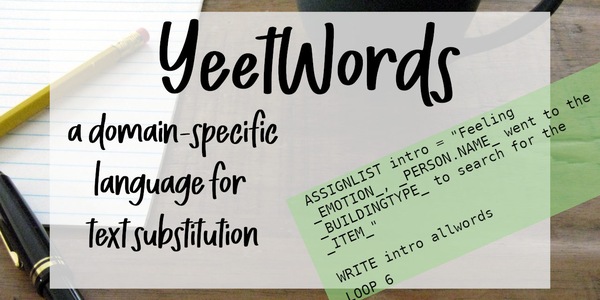 YeetWords
a domain-specific
language for
text substitution
ASSIGNLIST intro = "Feeling
_EMOTION_, _PERSON.NAME_ went to the
_BUILDINGTYPE_ to search for the
_ITEM_"
WRITE intro allwords
LOOP 6